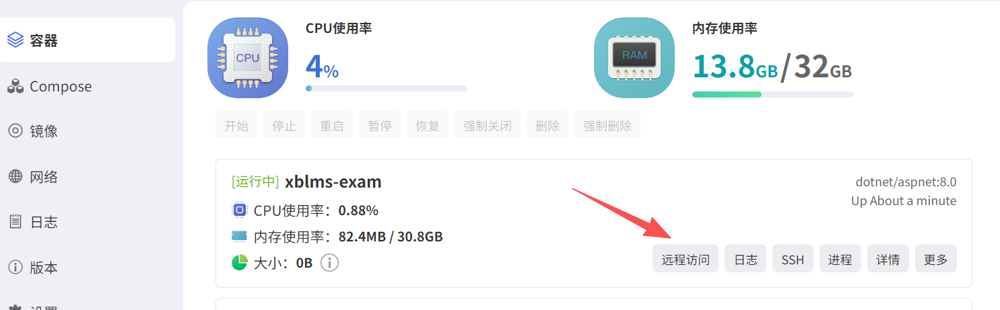 容器
Compose
镜像
网络
日志
版本
设置
CPU
CPU使用率
4%
RAM
内存使用率
13.8GB/32GB
开始 停止 重启 暂停 恢复 强制关闭 删除 强制删除
[运行中] xblms-exam
dotnet/aspnet:8.0
Up About a minute
CPU使用率：0.88%
内存使用率：82.4MB / 30.8GB
大小：0B
远程访问 日志 SSH 进程 详情 更多